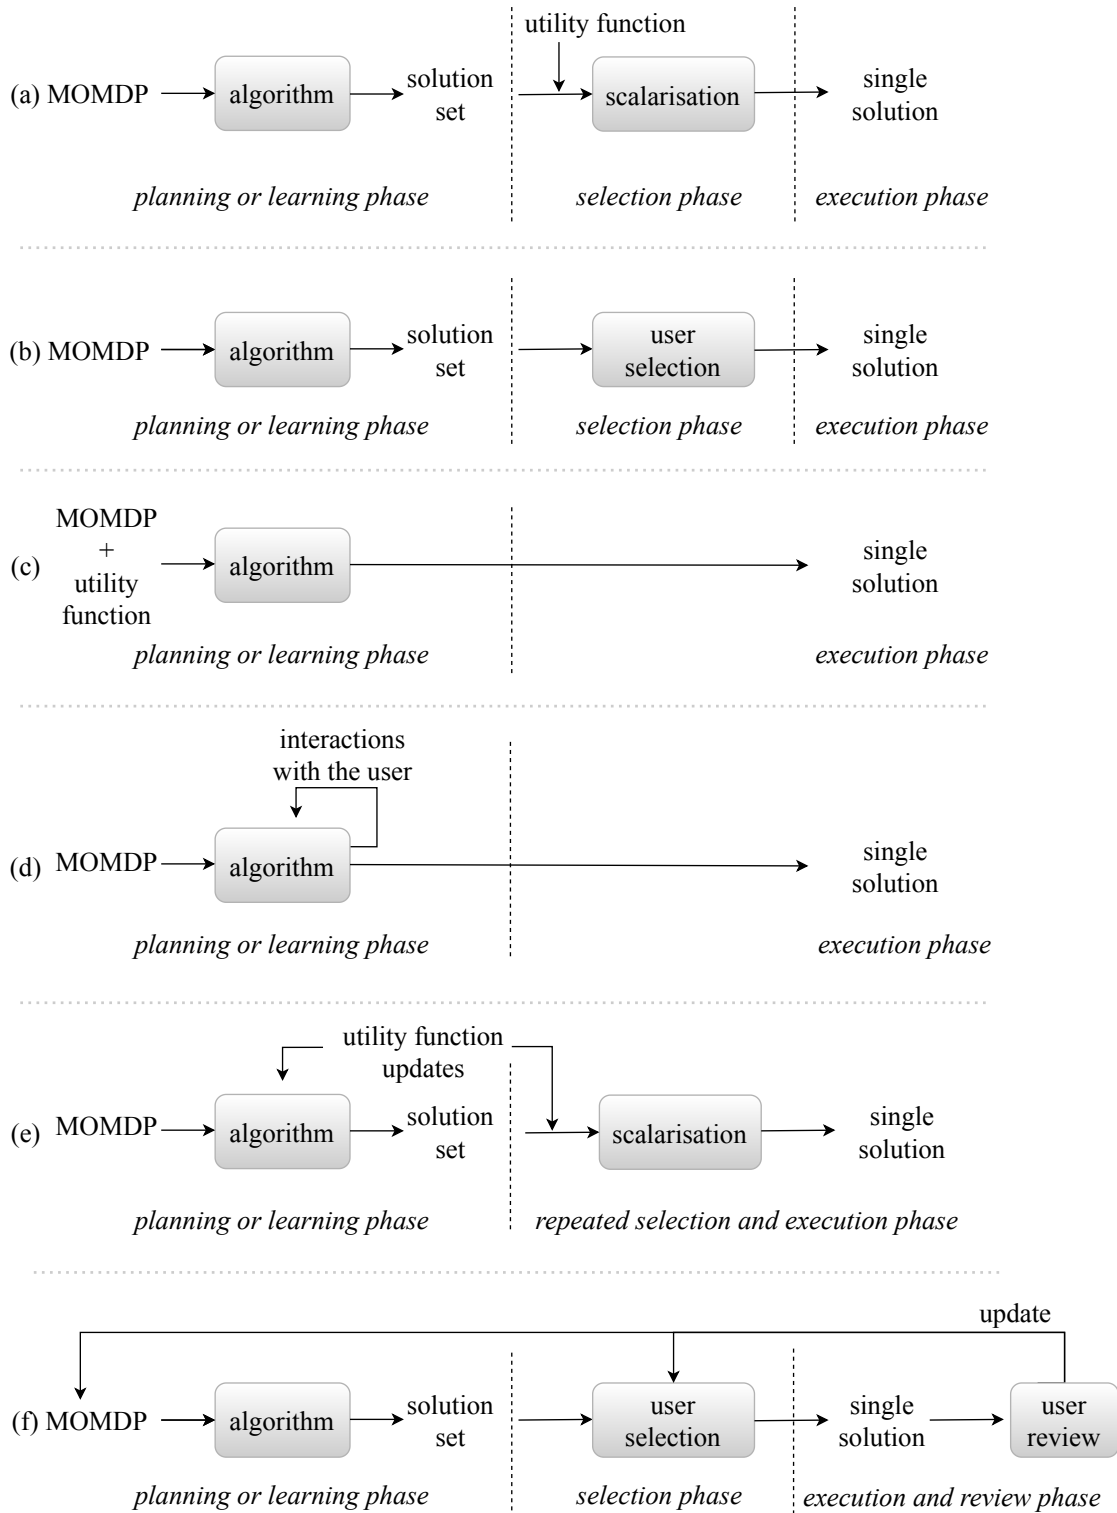 utility function
(a) MOMDP
algorithm
solution
set
scalarisation
single
solution
planning or learning phase
selection phase
execution phase
(b) MOMDP
algorithm
solution
set
user
selection
single
solution
planning or learning phase
selection phase
execution phase
(c)
MOMDP
+
utility
function
algorithm
single
solution
planning or learning phase
execution phase
interactions
with the user
(d) MOMDP
algorithm
single
solution
planning or learning phase
execution phase
utility function
updates
(e) MOMDP
algorithm
solution
set
scalarisation
single
solution
planning or learning phase
repeated selection and execution phase
update
(f) MOMDP
algorithm
solution
set
user
selection
single
solution
user
review
planning or learning phase
selection phase
execution and review phase